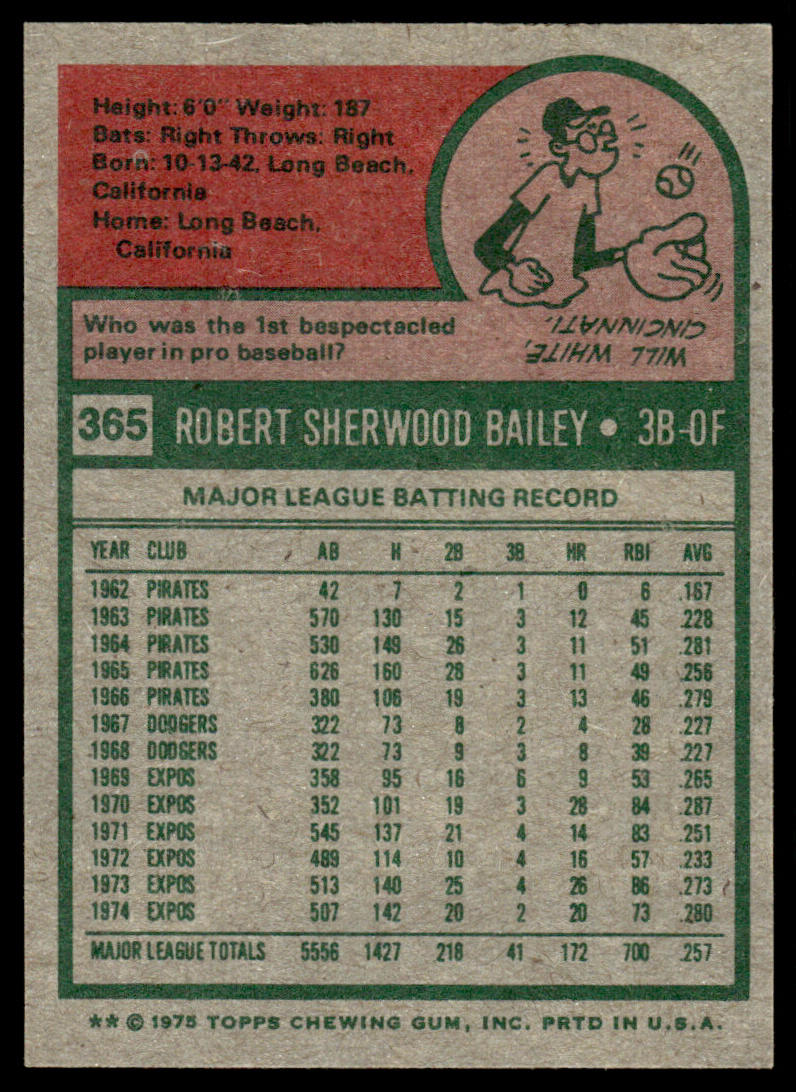 Height: 6'0" Weight: 187
Bats: Right Throws: Right
Born: 10-13-42, Long Beach,
California
Home: Long Beach,
California
Who was the 1st bespectacled
player in pro baseball?
WILL WHITE,
CINCINNATI.
365 ROBERT SHERWOOD BAILEY • 3B-OF
MAJOR LEAGUE BATTING RECORD
YEAR CLUB AB H 2B 3B HR RBI AVG
1962 PIRATES 42 7 2 1 0 6 .167
1963 PIRATES 570 130 15 3 12 45 .228
1964 PIRATES 530 149 26 3 11 51 .281
1965 PIRATES 626 160 28 3 11 49 .256
1966 PIRATES 380 106 19 3 13 46 .279
1967 DODGERS 322 73 8 2 4 28 .227
1968 DODGERS 322 73 9 3 8 39 .227
1969 EXPOS 358 95 16 6 9 53 .265
1970 EXPOS 352 101 19 3 28 84 .287
1971 EXPOS 545 137 21 4 14 83 .251
1972 EXPOS 489 114 10 4 16 57 .233
1973 EXPOS 513 140 25 4 26 86 .273
1974 EXPOS 507 142 20 2 20 73 .280
MAJOR LEAGUE TOTALS 5556 1427 218 41 172 700 .257
** © 1975 TOPPS CHEWING GUM, INC. PRTD IN U.S.A.